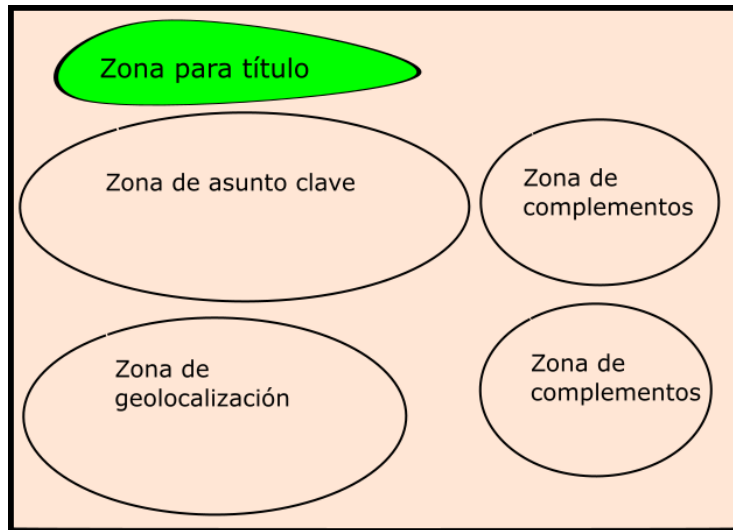 Zona para título
Zona de asunto clave
Zona de
complementos
Zona de
geolocalización
Zona de
complementos